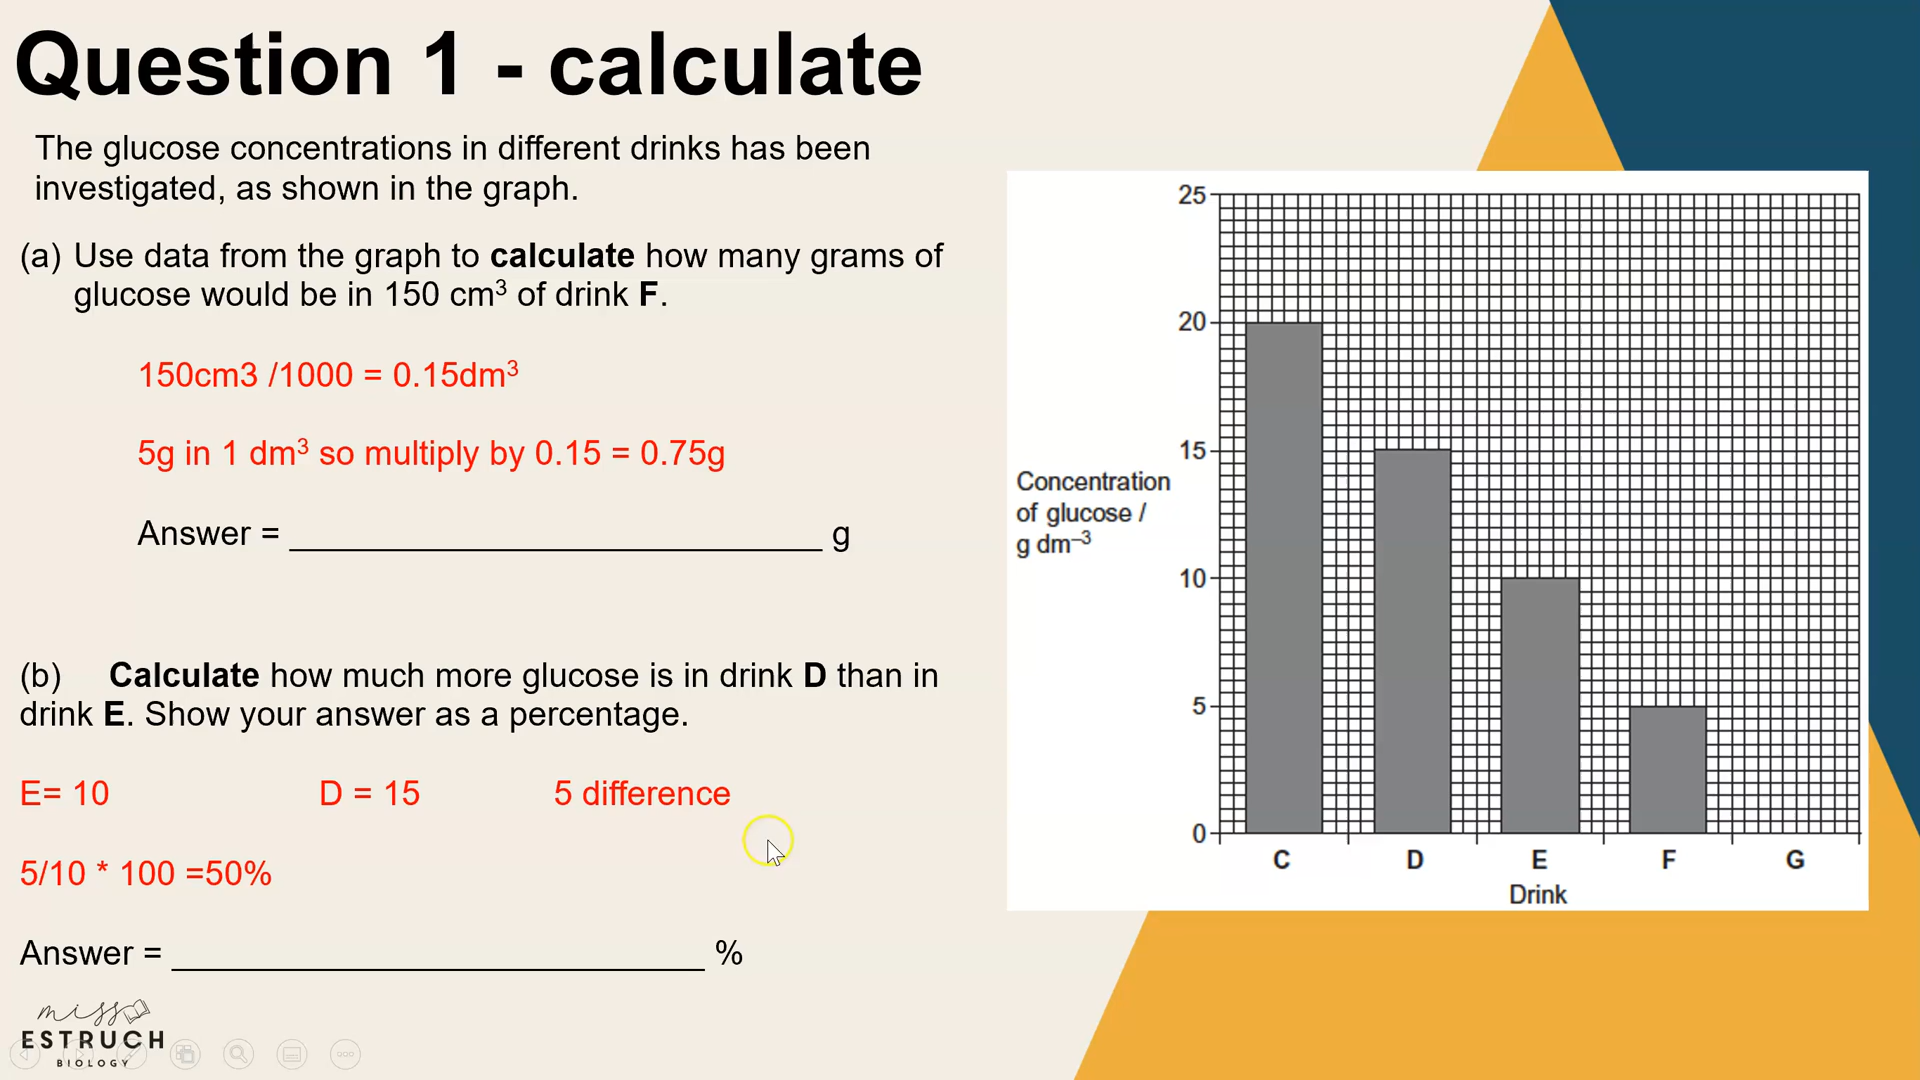 Question 1 - calculate
The glucose concentrations in different drinks has been
investigated, as shown in the graph.
(a) Use data from the graph to calculate how many grams of
glucose would be in 150 cm³ of drink F.
150cm3 /1000 = 0.15dm³
5g in 1 dm³ so multiply by 0.15 = 0.75g
Answer = ____________________________ g
(b) Calculate how much more glucose is in drink D than in
drink E. Show your answer as a percentage.
E= 10 D = 15 5 difference
5/10 * 100 =50%
Answer = ____________________________ %
miss
ESTRUCH
BIOLOGY
25
20
15
10
5
0
Concentration
of glucose /
g dm⁻³
C D E F G
Drink